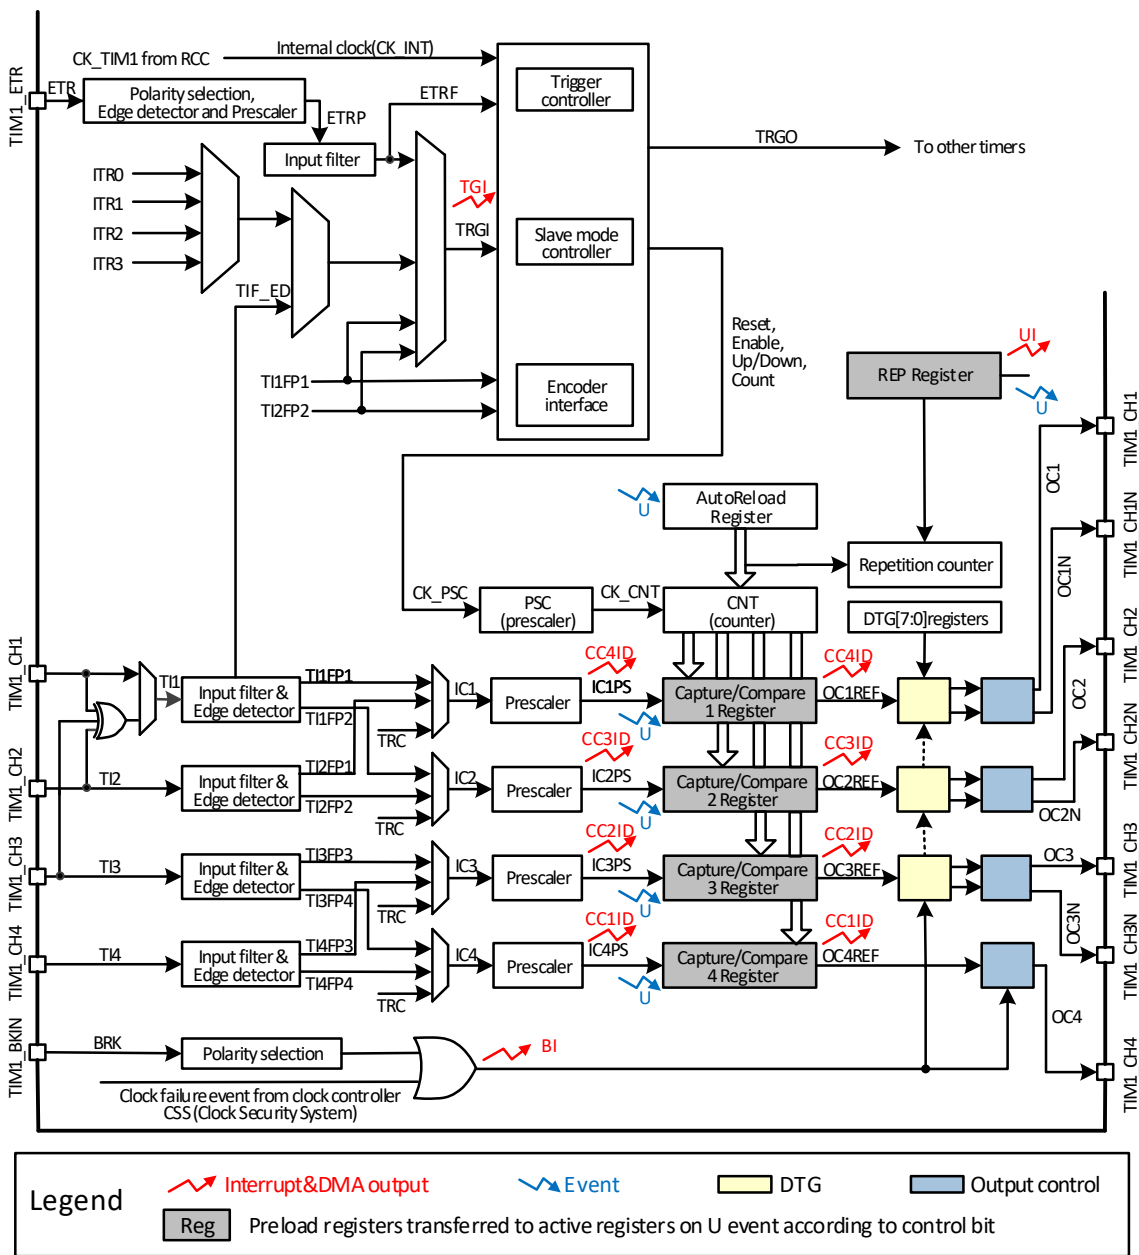 CK_TIM1 from RCC
Internal clock(CK_INT)
TIM1_ETR
ETR
Polarity selection,
Edge detector and Prescaler
ETRP
ETRF
Input filter
Trigger
controller
TRGO
To other timers
ITR0
ITR1
ITR2
ITR3
TGI
TRGI
Slave mode
controller
TIF_ED
Reset,
Enable,
Up/Down,
Count
TI1FP1
TI2FP2
Encoder
interface
REP Register
UI
U
TIM1_CH1
OC1
U
AutoReload
Register
TIM1_CH1N
OC1N
Repetition counter
CK_PSC
PSC
(prescaler)
CK_CNT
CNT
(counter)
DTG[7:0]registers
TIM1_CH1
TI1
Input filter &
Edge detector
TI1FP1
TI1FP2
TRC
IC1
Prescaler
CC4ID
IC1PS
U
Capture/Compare
1 Register
CC4ID
OC1REF
TIM1_CH2
OC2
TIM1_CH2
TI2
Input filter &
Edge detector
TI2FP1
TI2FP2
TRC
IC2
Prescaler
CC3ID
IC2PS
U
Capture/Compare
2 Register
CC3ID
OC2REF
TIM1_CH2N
OC2N
TIM1_CH3
TI3
Input filter &
Edge detector
TI3FP3
TI3FP4
TRC
IC3
Prescaler
CC2ID
IC3PS
U
Capture/Compare
3 Register
CC2ID
OC3REF
OC3
TIM1_CH3
OC3N
TIM1_CH3N
TIM1_CH4
TI4
Input filter &
Edge detector
TI4FP3
TI4FP4
TRC
IC4
Prescaler
CC1ID
IC4PS
U
Capture/Compare
4 Register
CC1ID
OC4REF
OC4
TIM1_CH4
TIM1_BKIN
BRK
Polarity selection
BI
Clock failure event from clock controller
CSS (Clock Security System)
Legend
Interrupt&DMA output
Event
DTG
Output control
Reg
Preload registers transferred to active registers on U event according to control bit